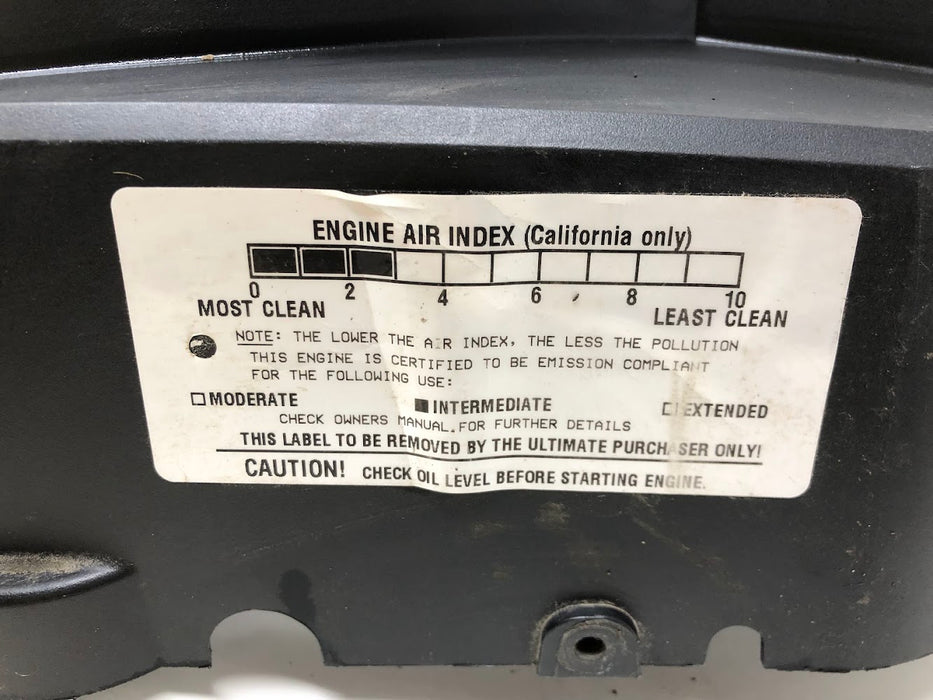 ENGINE AIR INDEX (California only)
0 2 4 6 8 10
MOST CLEAN LEAST CLEAN
NOTE: THE LOWER THE AIR INDEX, THE LESS THE POLLUTION
THIS ENGINE IS CERTIFIED TO BE EMISSION COMPLIANT
FOR THE FOLLOWING USE:
MODERATE INTERMEDIATE EXTENDED
CHECK OWNERS MANUAL FOR FURTHER DETAILS
THIS LABEL TO BE REMOVED BY THE ULTIMATE PURCHASER ONLY!
CAUTION! CHECK OIL LEVEL BEFORE STARTING ENGINE.